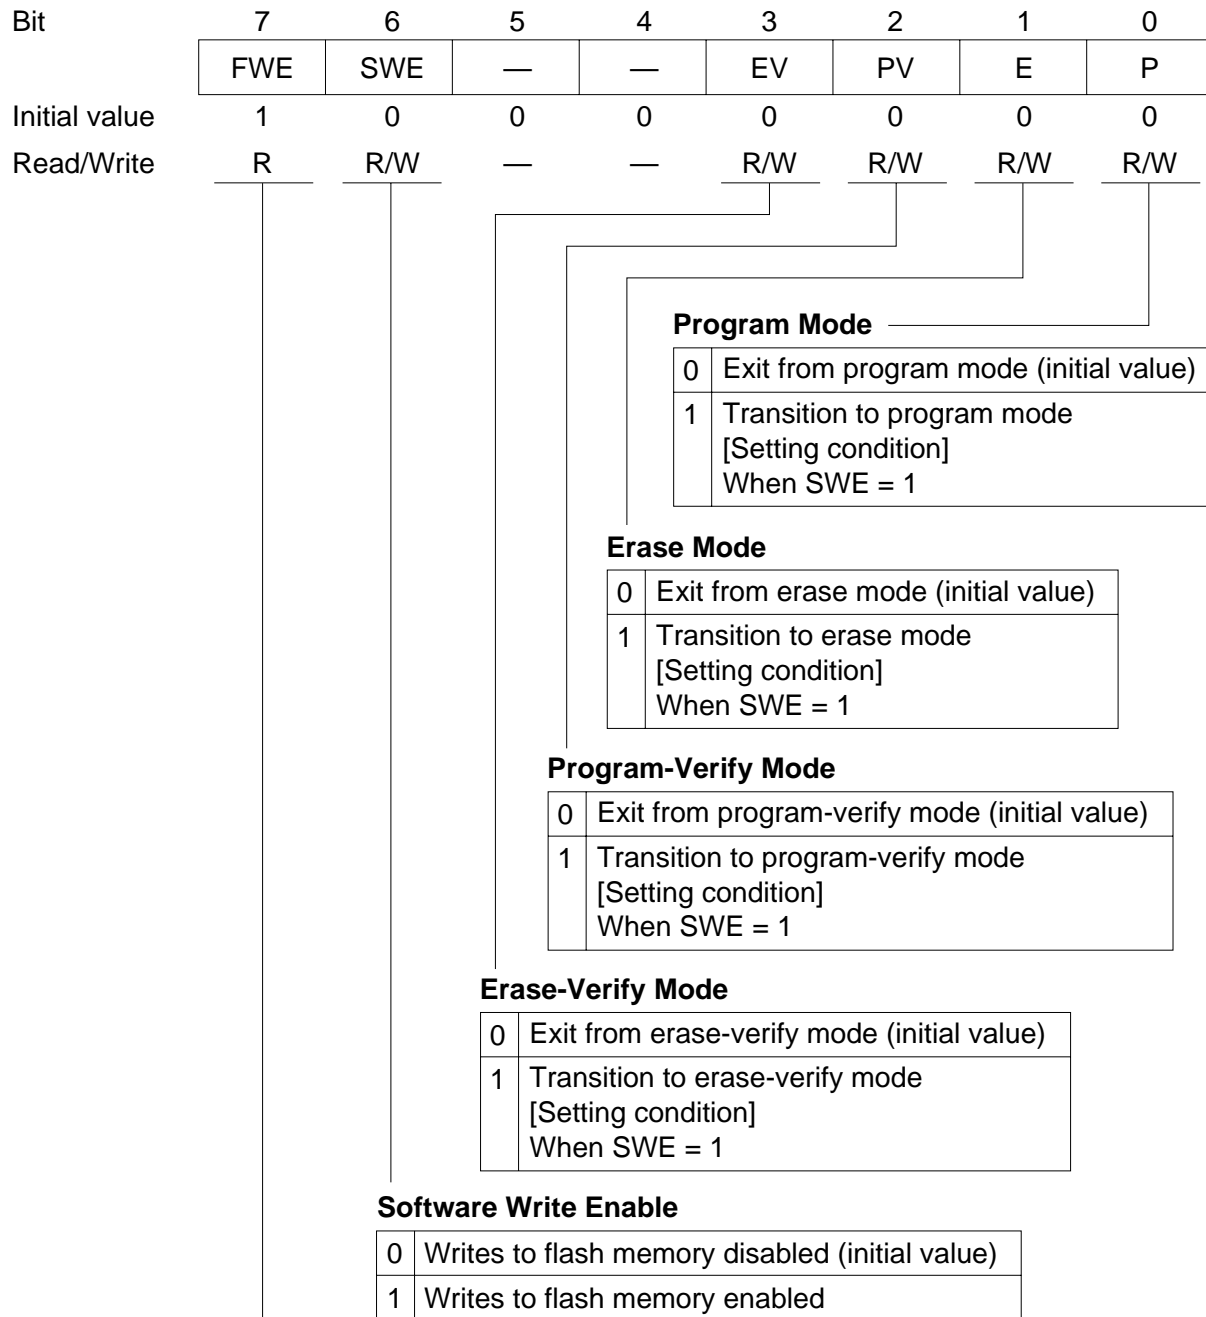 Bit 7 6 5 4 3 2 1 0
FWE SWE — — EV PV E P
Initial value 1 0 0 0 0 0 0 0
Read/Write R R/W — — R/W R/W R/W R/W
Program Mode
0 Exit from program mode (initial value)
1 Transition to program mode
[Setting condition]
When SWE = 1
Erase Mode
0 Exit from erase mode (initial value)
1 Transition to erase mode
[Setting condition]
When SWE = 1
Program-Verify Mode
0 Exit from program-verify mode (initial value)
1 Transition to program-verify mode
[Setting condition]
When SWE = 1
Erase-Verify Mode
0 Exit from erase-verify mode (initial value)
1 Transition to erase-verify mode
[Setting condition]
When SWE = 1
Software Write Enable
0 Writes to flash memory disabled (initial value)
1 Writes to flash memory enabled